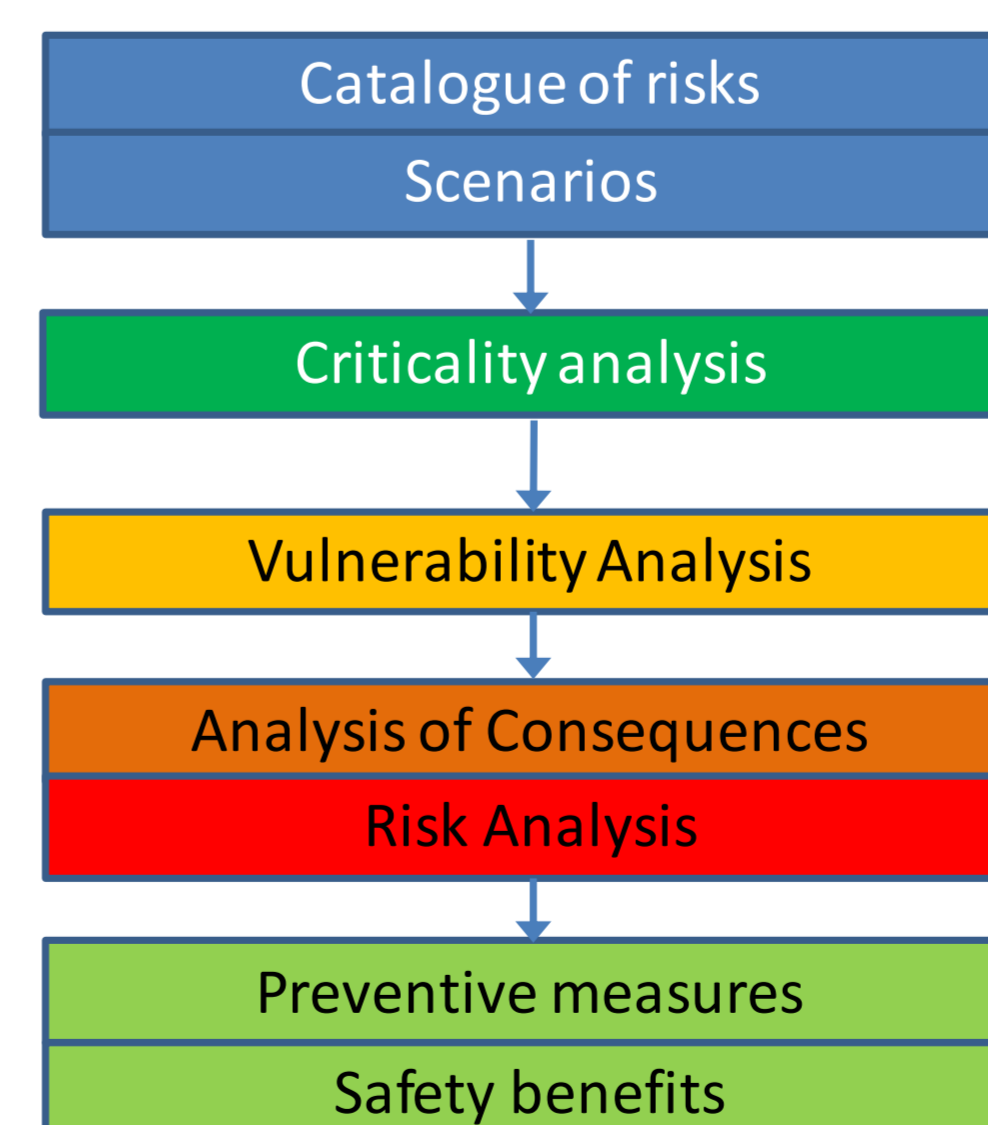 Catalogue of risks
Scenarios
Criticality analysis
Vulnerability Analysis
Analysis of Consequences
Risk Analysis
Preventive measures
Safety benefits